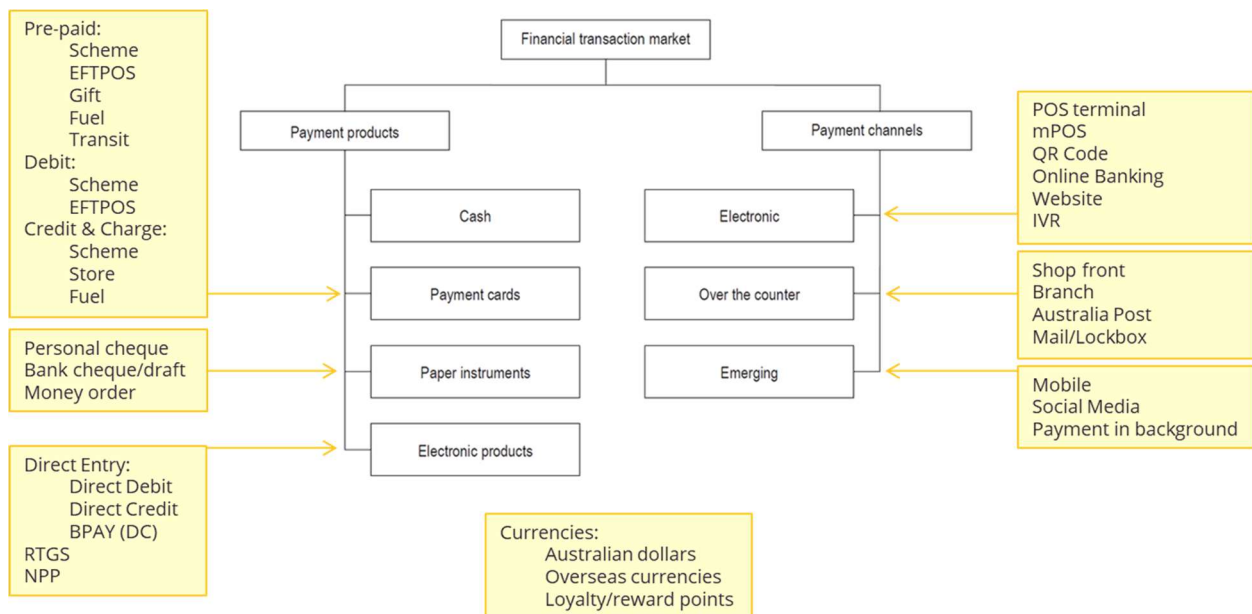 Pre-paid:
Scheme
EFTPOS
Gift
Fuel
Transit
Debit:
Scheme
EFTPOS
Credit & Charge:
Scheme
Store
Fuel
Personal cheque
Bank cheque/draft
Money order
Direct Entry:
Direct Debit
Direct Credit
BPAY (DC)
RTGS
NPP
Financial transaction market
Payment products
Cash
Payment cards
Paper instruments
Electronic products
Payment channels
Electronic
Over the counter
Emerging
POS terminal
mPOS
QR Code
Online Banking
Website
IVR
Shop front
Branch
Australia Post
Mail/Lockbox
Mobile
Social Media
Payment in background
Currencies:
Australian dollars
Overseas currencies
Loyalty/reward points